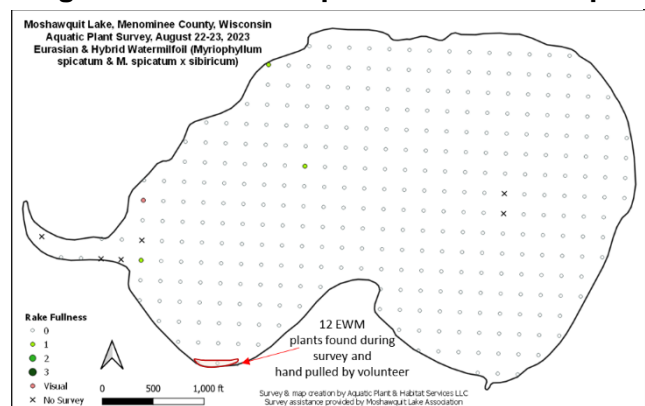 Moshawquit Lake, Menominee County, Wisconsin
Aquatic Plant Survey, August 22-23, 2023
Eurasian & Hybrid Watermilfoil (Myriophyllum
spicatum & M. spicatum x sibiricum)
Rake Fullness
0
1
2
3
Visual
No Survey
0 500 1,000 ft
12 EWM
plants found during
survey and
hand pulled by volunteer
Survey & map creation by Aquatic Plant & Habitat Services LLC
Survey assistance provided by Moshawquit Lake Association